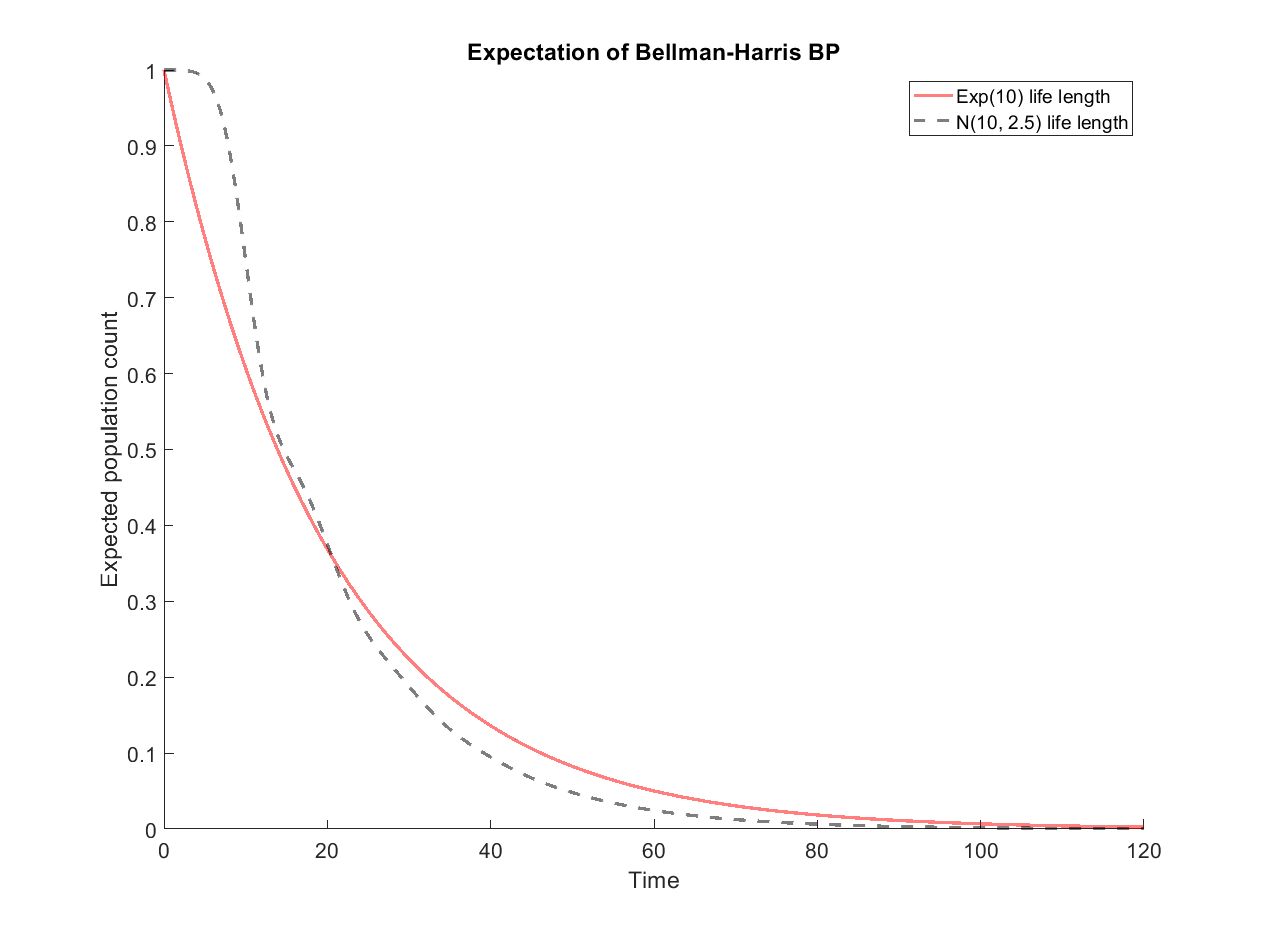 Expectation of Bellman-Harris BP
Exp(10) life length
N(10, 2.5) life length
Expected population count
1
0.9
0.8
0.7
0.6
0.5
0.4
0.3
0.2
0.1
0
0 20 40 60 80 100 120
Time